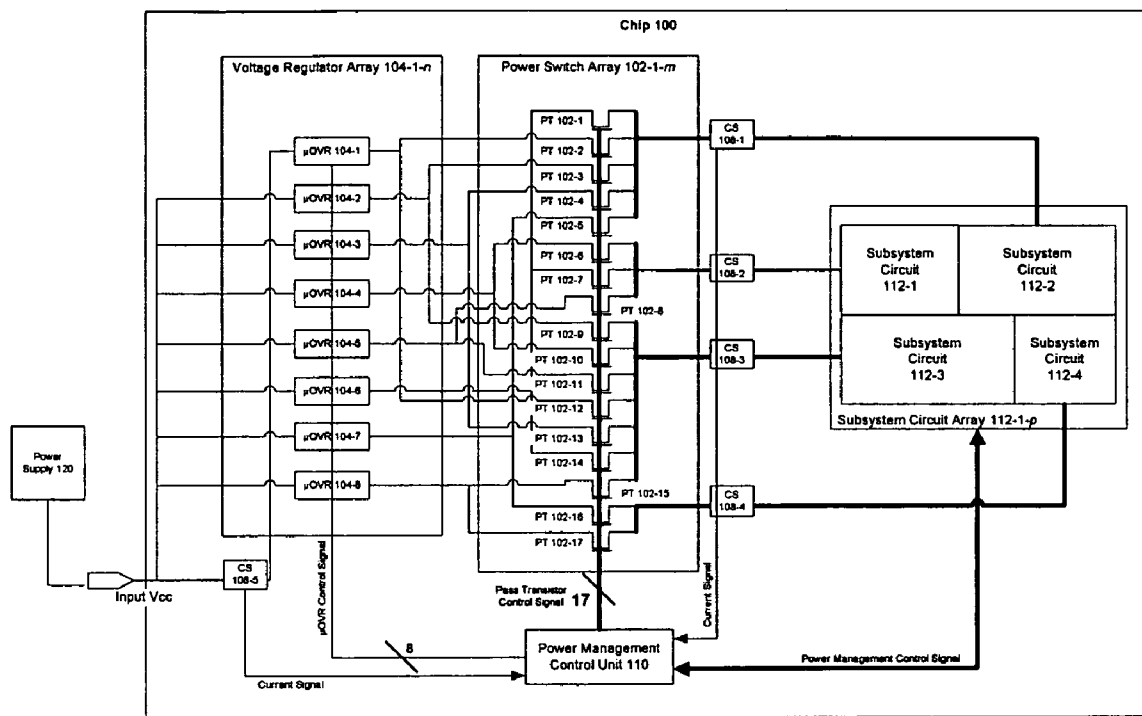 Chip 100
Voltage Regulator Array 104-1-n
Power Switch Array 102-1-m
µOVR 104-1
µOVR 104-2
µOVR 104-3
µOVR 104-4
µOVR 104-5
µOVR 104-6
µOVR 104-7
µOVR 104-8
PT 102-1
PT 102-2
PT 102-3
PT 102-4
PT 102-5
PT 102-6
PT 102-7
PT 102-8
PT 102-9
PT 102-10
PT 102-11
PT 102-12
PT 102-13
PT 102-14
PT 102-15
PT 102-16
PT 102-17
CS
108-1
CS
108-2
CS
108-3
CS
108-4
Subsystem
Circuit
112-1
Subsystem
Circuit
112-2
Subsystem
Circuit
112-3
Subsystem
Circuit
112-4
Subsystem Circuit Array 112-1-p
Power
Supply 120
Input Vcc
CS
108-5
µOVR Control Signal
8
Current Signal
Pass Transistor
Control Signal 17
Current Signal
Power Management
Control Unit 110
Power Management Control Signal